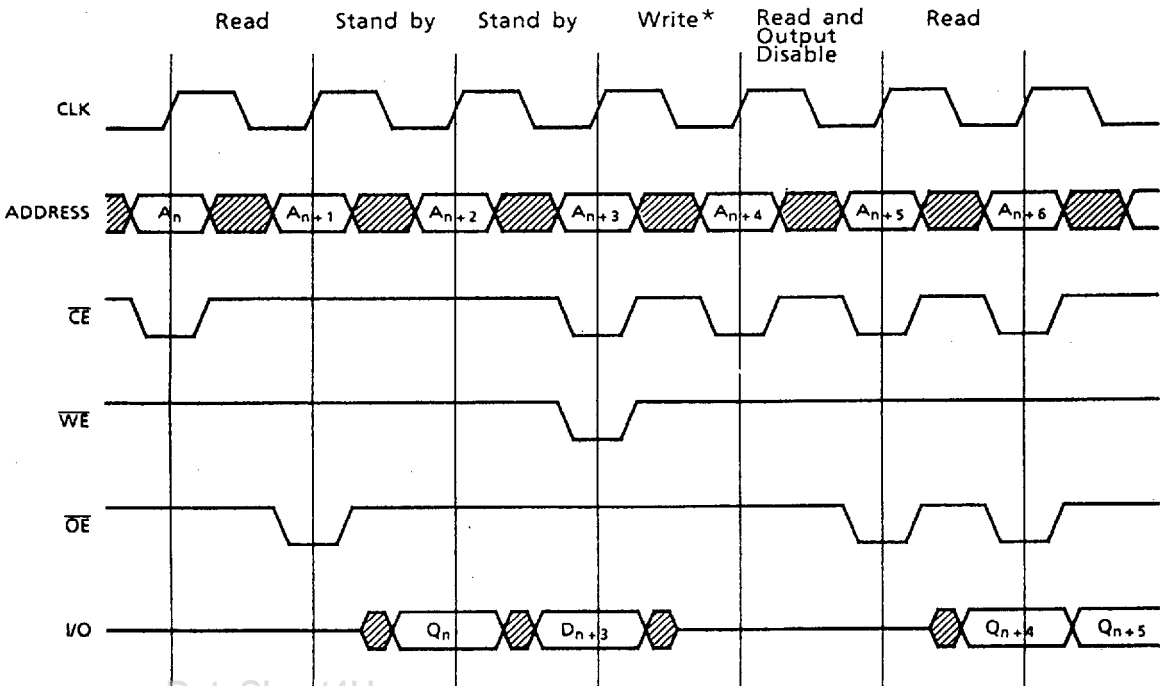 Read Stand by Stand by Write* Read and Output Disable Read
CLK
ADDRESS An An+1 An+2 An+3 An+4 An+5 An+6
CE
WE
OE
I/O Qn Dn+3 Qn+4 Qn+5